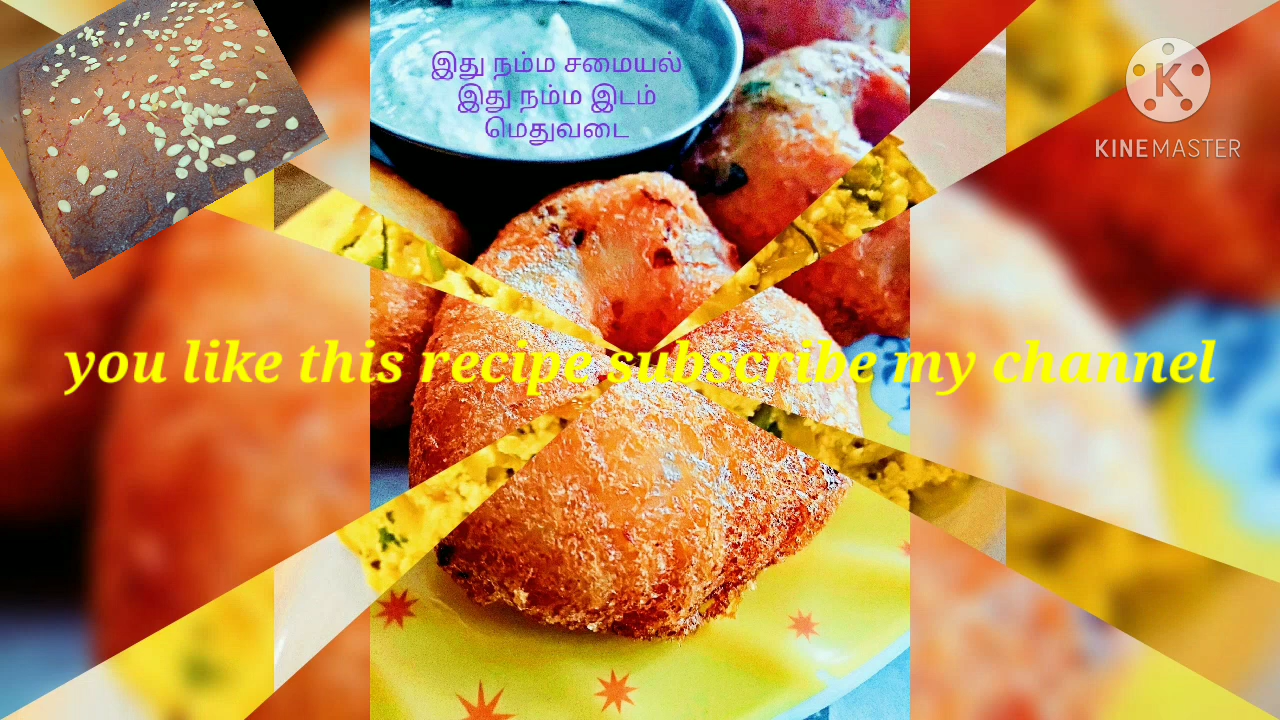 இது நம்ம சமையல்
இது நம்ம இடம்
மெதுவடை
K
KINEMASTER
you like this recipe subscribe my channel